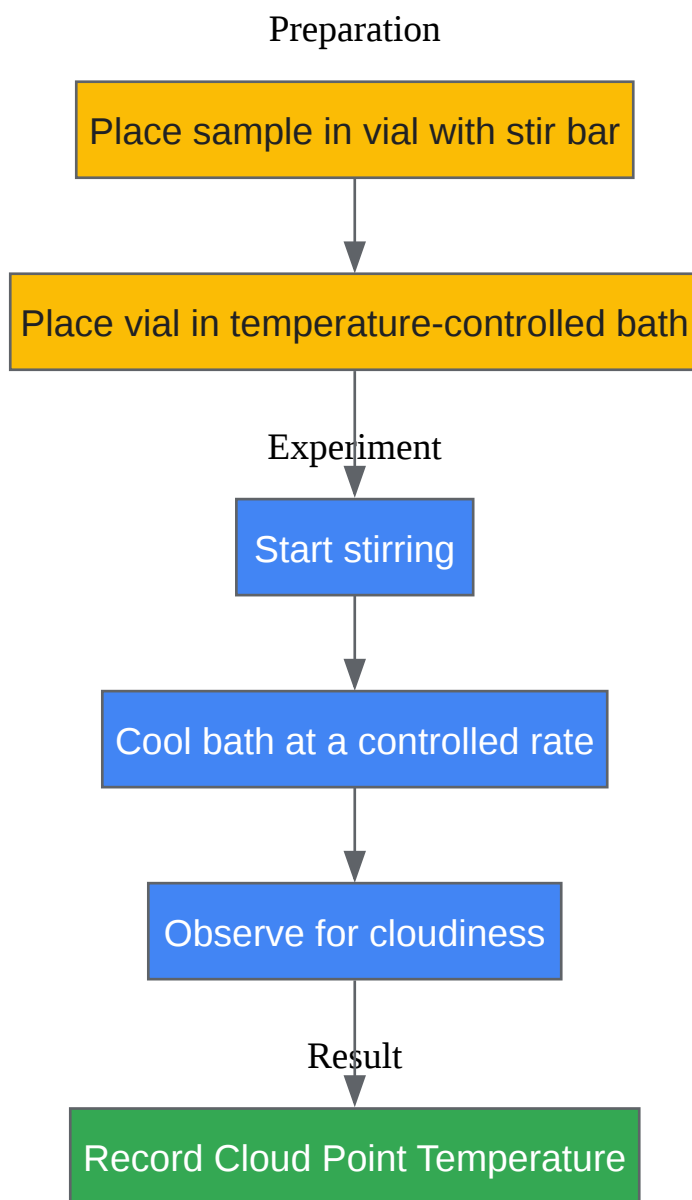 Preparation
Place sample in vial with stir bar
Place vial in temperature-controlled bath
Experiment
Start stirring
Cool bath at a controlled rate
Observe for cloudiness
Result
Record Cloud Point Temperature